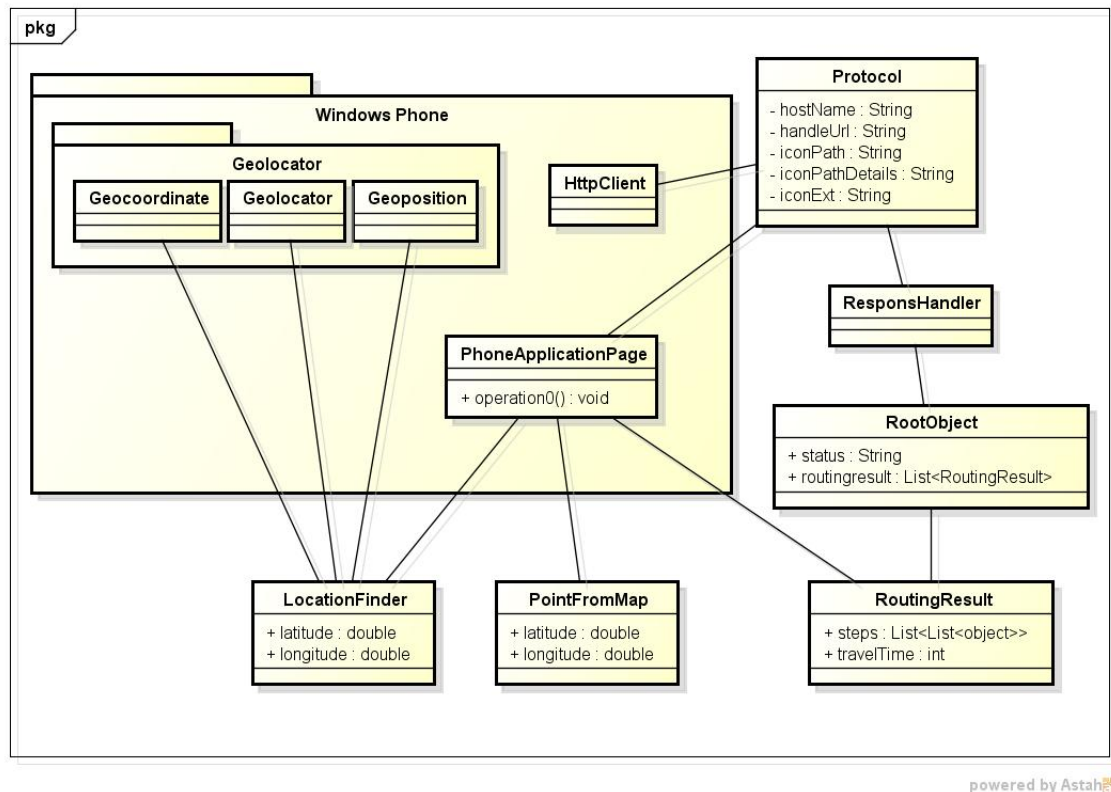 pkg
Windows Phone
Geolocator
Geocoordinate
Geolocator
Geoposition
HttpClient
Protocol
- hostName : String
- handleUrl : String
- iconPath : String
- iconPathDetails : String
- iconExt : String
ResponsHandler
PhoneApplicationPage
+ operation0() : void
RootObject
+ status : String
+ routingresult : List<RoutingResult>
LocationFinder
+ latitude : double
+ longitude : double
PointFromMap
+ latitude : double
+ longitude : double
RoutingResult
+ steps : List<List<object>>
+ travelTime : int
powered by Astah